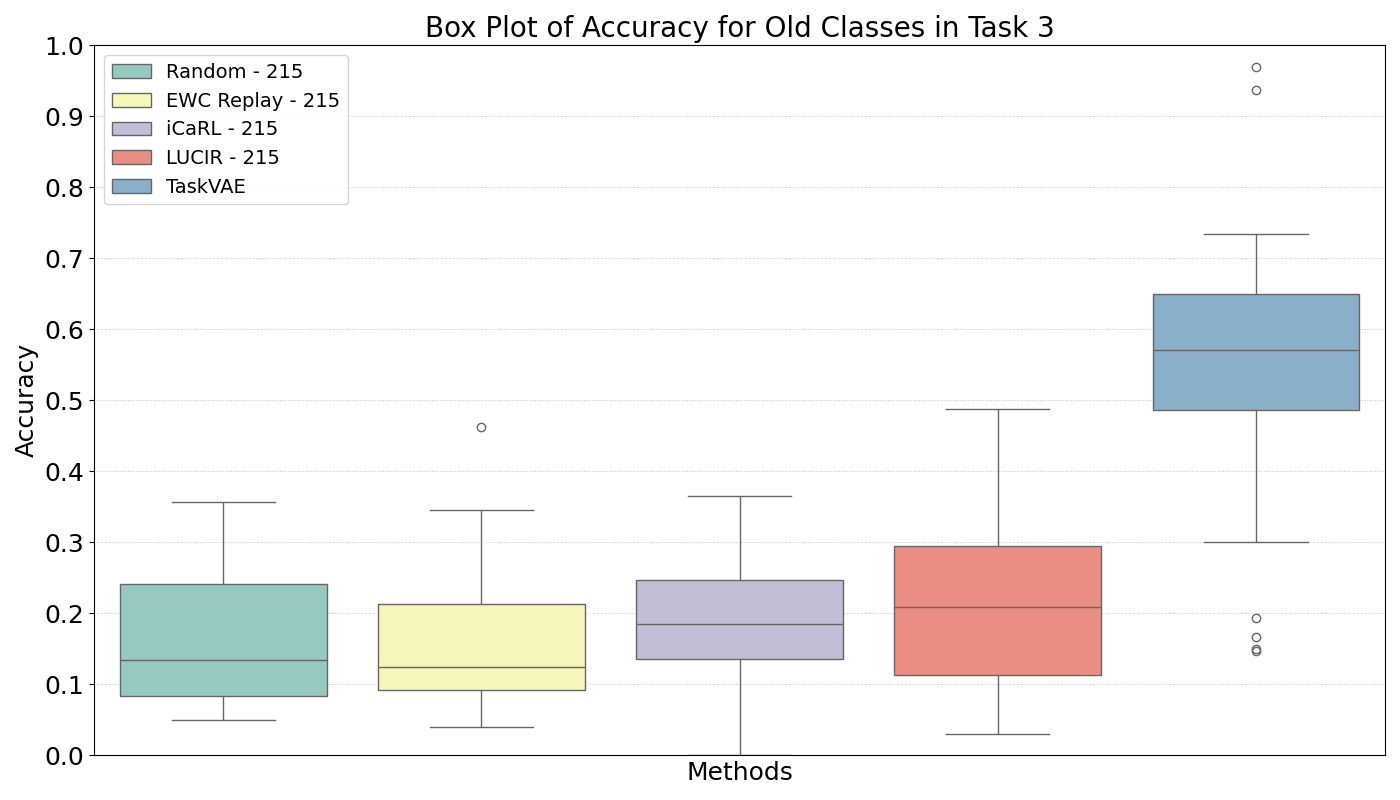 Box Plot of Accuracy for Old Classes in Task 3
1.0
0.9
0.8
0.7
0.6
0.5
0.4
0.3
0.2
0.1
0.0
Accuracy
Random - 215
EWC Replay - 215
iCaRL - 215
LUCIR - 215
TaskVAE
Methods